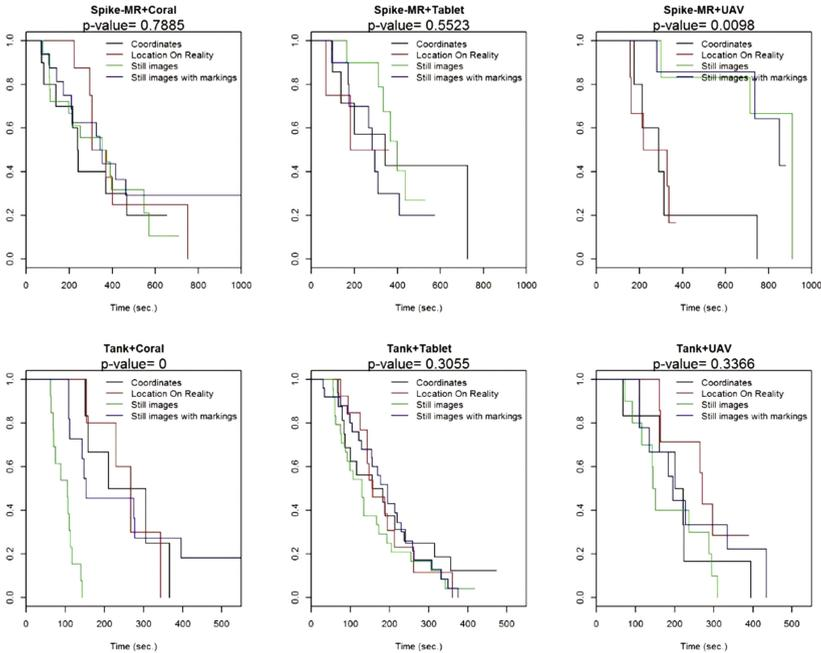 Spike-MR+Coral
p-value= 0.7885
Coordinates
Location On Reality
Still images
Still images with markings
0.0 0.2 0.4 0.6 0.8 1.0
0 200 400 600 800 1000
Time (sec.)
Spike-MR+Tablet
p-value= 0.5523
Coordinates
Location On Reality
Still images
Still images with markings
0.0 0.2 0.4 0.6 0.8 1.0
0 200 400 600 800 1000
Time (sec.)
Spike-MR+UAV
p-value= 0.0098
Coordinates
Location On Reality
Still images
Still images with markings
0.0 0.2 0.4 0.6 0.8 1.0
0 200 400 600 800 1000
Time (sec.)
Tank+Coral
p-value= 0
Coordinates
Location On Reality
Still images
Still images with markings
0.0 0.2 0.4 0.6 0.8 1.0
0 100 200 300 400 500
Time (sec.)
Tank+Tablet
p-value= 0.3055
Coordinates
Location On Reality
Still images
Still images with markings
0.0 0.2 0.4 0.6 0.8 1.0
0 100 200 300 400 500
Time (sec.)
Tank+UAV
p-value= 0.3366
Coordinates
Location On Reality
Still images
Still images with markings
0.0 0.2 0.4 0.6 0.8 1.0
0 100 200 300 400 500
Time (sec.)